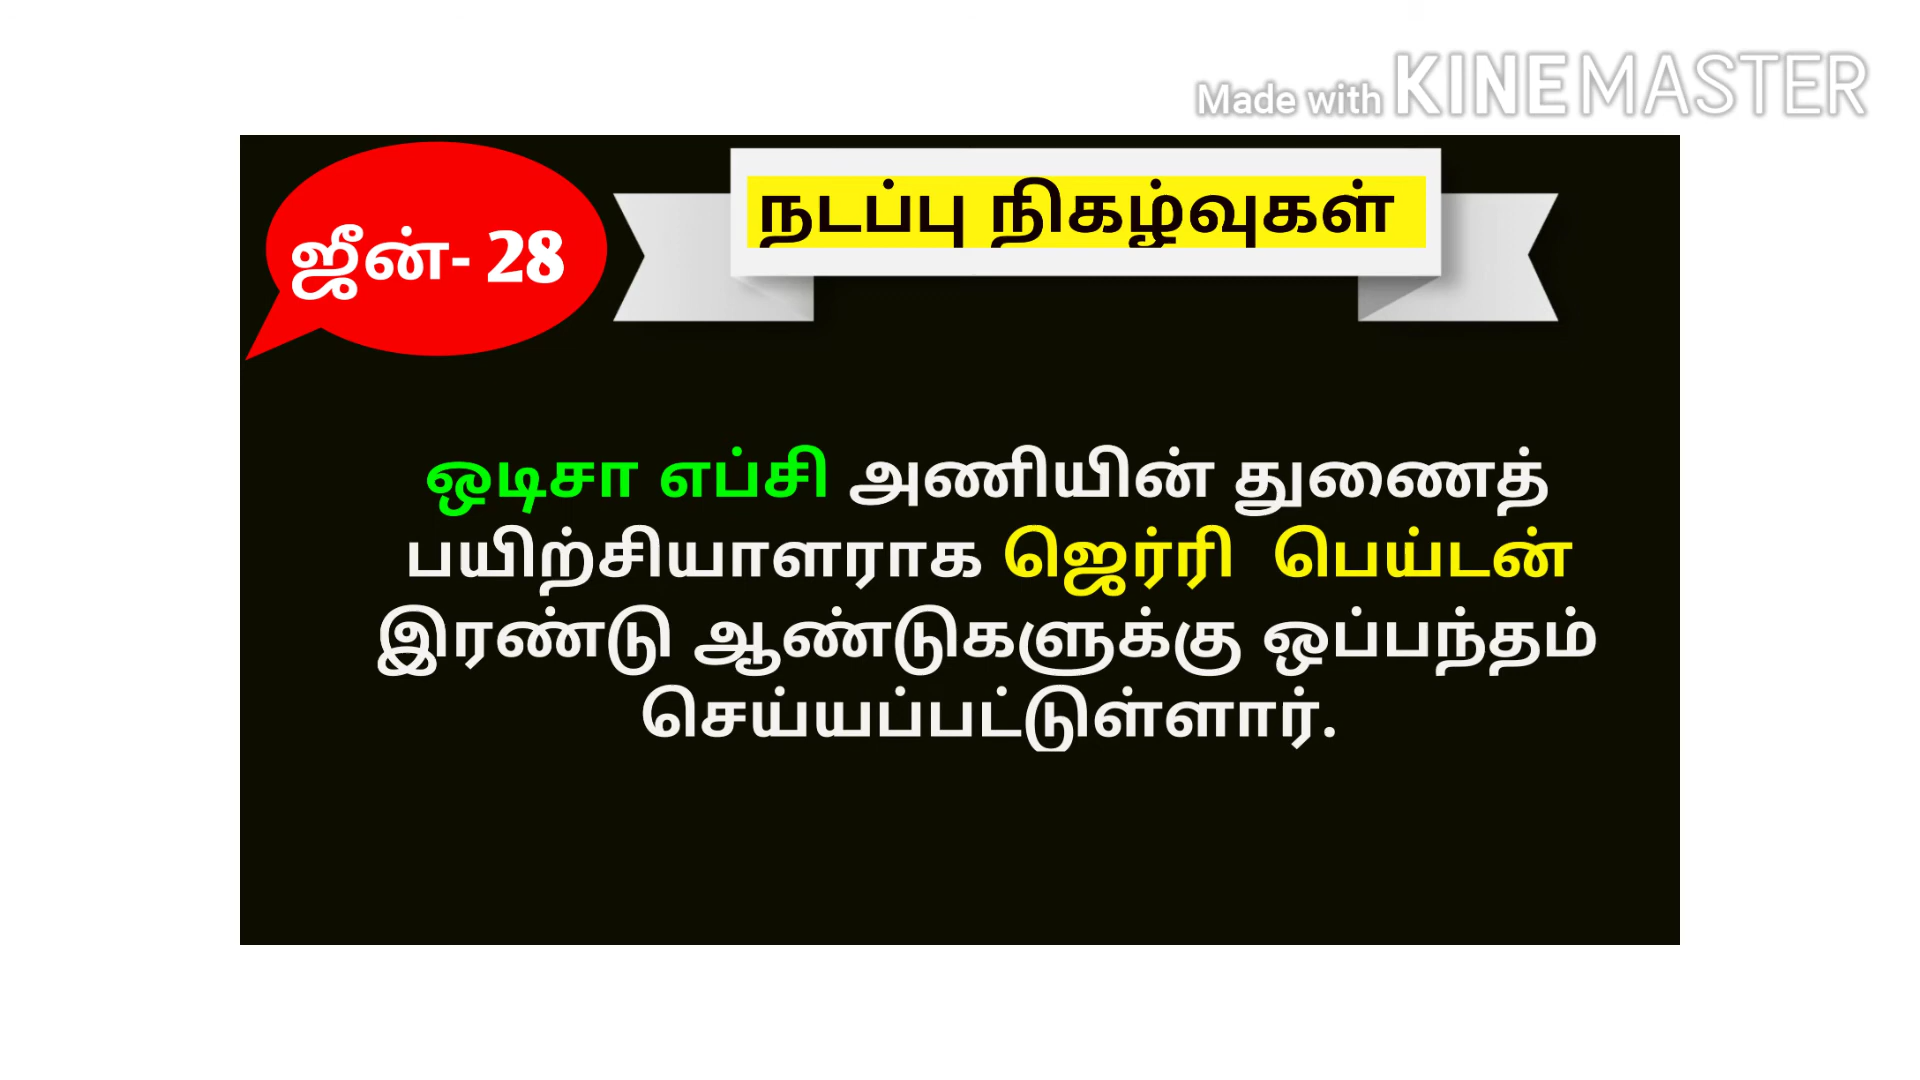 Made with KINEMASTER
ஜீன்- 28
நடப்பு நிகழ்வுகள்
ஒடிசா எப்சி அணியின் துணைத்
பயிற்சியாளராக ஜெர்ரி பெய்டன்
இரண்டு ஆண்டுகளுக்கு ஒப்பந்தம்
செய்யப்பட்டுள்ளார்.